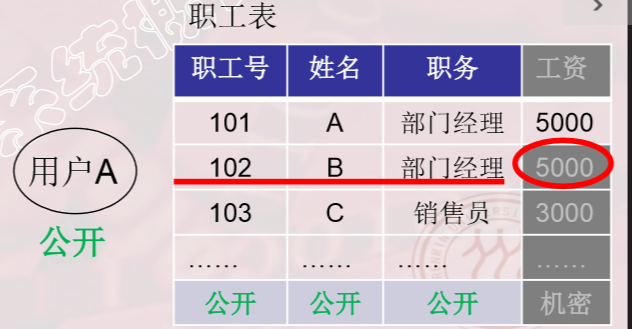 职工表
职工号 姓名 职务 工资
101 A 部门经理 5000
102 B 部门经理 5000
用户A
103 C 销售员 3000
公开
…… …… …… ……
公开 公开 公开 机密